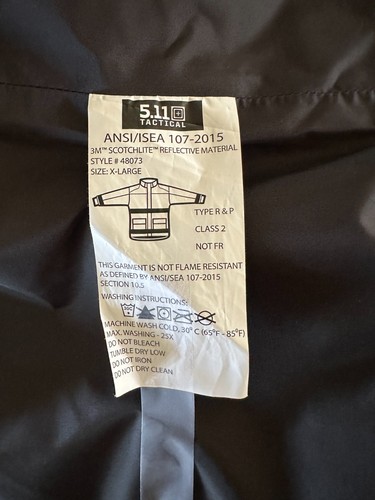 5.11
TACTICAL
ANSI/ISEA 107-2015
3M™ SCOTCHLITE™ REFLECTIVE MATERIAL
STYLE # 48073
SIZE: X-LARGE
TYPE R & P
CLASS 2
NOT FR
THIS GARMENT IS NOT FLAME RESISTANT
AS DEFINED BY ANSI/ISEA 107-2015
SECTION 10.5
WASHING INSTRUCTIONS:
MACHINE WASH COLD, 30° C (65°F - 85°F)
MAX. WASHING - 25X
DO NOT BLEACH
TUMBLE DRY LOW
DO NOT IRON
DO NOT DRY CLEAN